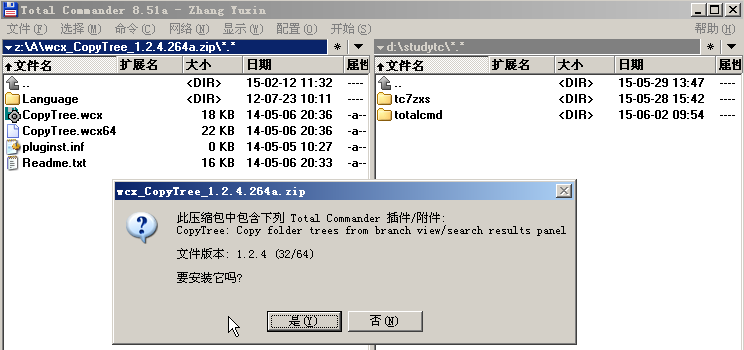 Total Commander 8.51a - Zhang Yuxin
文件(F) 选择(M) 命令(C) 网络(N) 显示(W) 配置(O) 开始(S) 帮助(H)
z:\A\wcx_CopyTree_1.2.4.264a.zip\*.* * d:\studytc\*.* *
文件名 扩展名 大小 日期 属性 文件名 扩展名 大小 日期 属性
.. <DIR> 15-02-12 11:32 ---- .. <DIR> 15-05-29 13:47 ----
Language <DIR> 12-07-23 10:11 ---- tc7zxs <DIR> 15-05-28 15:42 ----
CopyTree.wcx 18 KB 14-05-06 20:36 -a-- totalcmd <DIR> 15-06-02 09:54 ----
CopyTree.wcx64 22 KB 14-05-06 20:36 -a--
pluginst.inf 0 KB 14-05-05 10:27 -a--
Readme.txt 16 KB 14-05-06 20:33 -a--
wcx_CopyTree_1.2.4.264a.zip
此压缩包中包含下列 Total Commander 插件/附件:
CopyTree: Copy folder trees from branch view/search results panel
文件版本: 1.2.4 (32/64)
要安装它吗?
是(Y) 否(N)